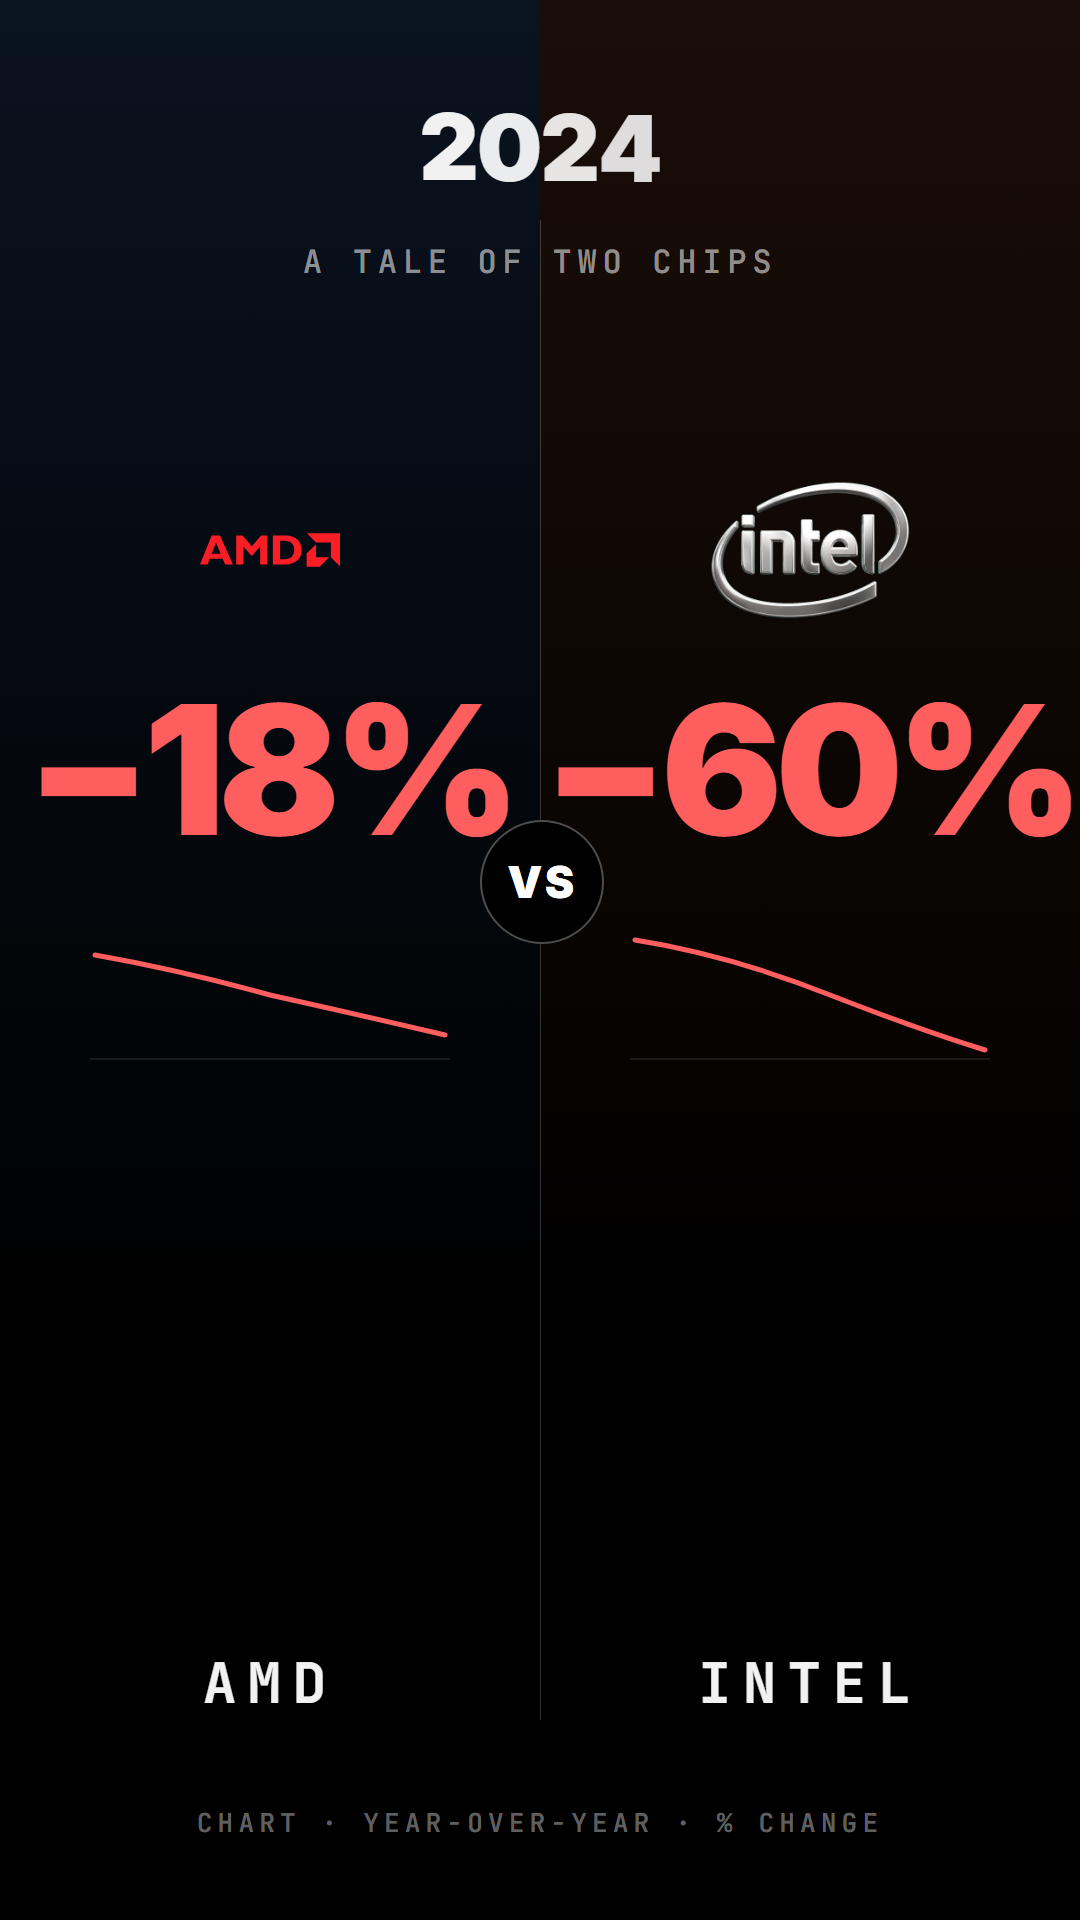 2024
A TALE OF TWO CHIPS
AMD
intel
−18%
−60%
VS
AMD
INTEL
CHART · YEAR-OVER-YEAR · % CHANGE